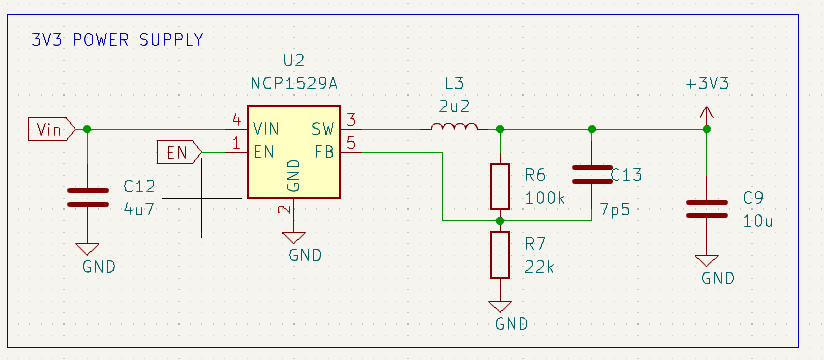 3V3 POWER SUPPLY
U2
NCP1529A
L3
2u2
+3V3
Vin
4
VIN
SW
3
EN
1
EN
FB
5
GND
2
C12
4u7
GND
GND
R6
100k
C13
7p5
R7
22k
GND
C9
10u
GND